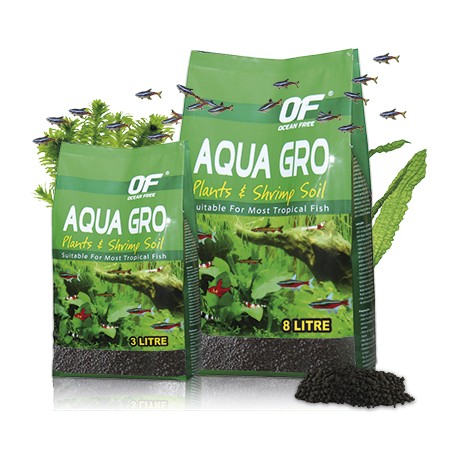 OF
OCEAN FREE
AQUA GRO
Plants & Shrimp Soil
Suitable For Most Tropical Fish
3 LITRE
OF
OCEAN FREE
AQUA GRO
Plants & Shrimp Soil
Suitable For Most Tropical Fish
8 LITRE